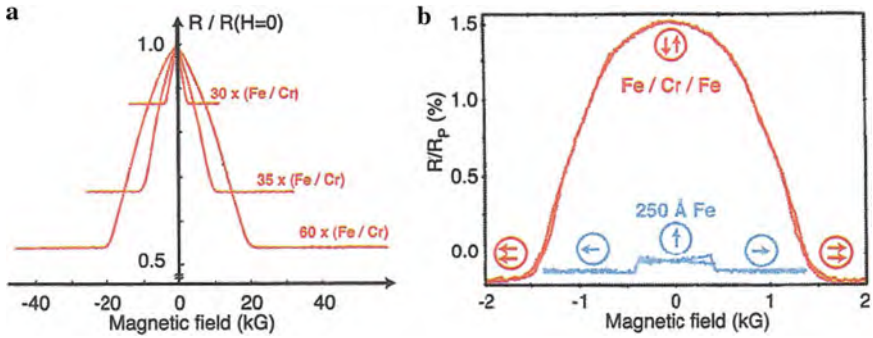 a
R / R(H=0)
1.0
30 x (Fe / Cr)
35 x (Fe / Cr)
60 x (Fe / Cr)
0.5
-40 -20 0 20 40
Magnetic field (kG)
b
1.5
1.0
0.5
0.0
R/Rp (%)
Fe / Cr / Fe
250 Å Fe
-2 -1 0 1 2
Magnetic field (kG)